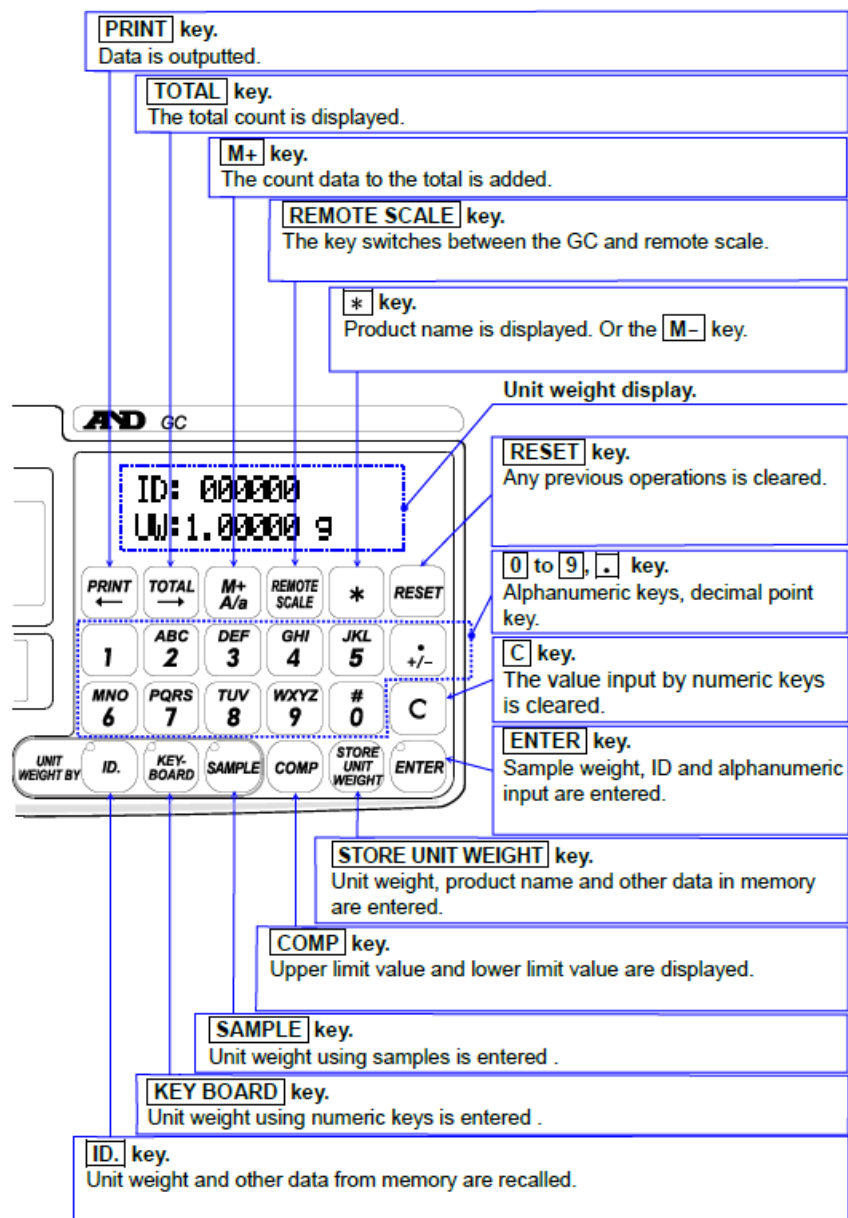 PRINT key.
Data is outputted.
TOTAL key.
The total count is displayed.
M+ key.
The count data to the total is added.
REMOTE SCALE key.
The key switches between the GC and remote scale.
* key.
Product name is displayed. Or the M− key.
Unit weight display.
AND GC
ID: 000000
UW:1.00000 g
RESET key.
Any previous operations is cleared.
PRINT ← TOTAL → M+ A/a REMOTE SCALE * RESET
0 to 9, . key.
Alphanumeric keys, decimal point
key.
1 ABC 2 DEF 3 GHI 4 JKL 5 • +/−
C key.
The value input by numeric keys
is cleared.
MNO 6 PQRS 7 TUV 8 WXYZ 9 # 0 C
ENTER key.
Sample weight, ID and alphanumeric
input are entered.
UNIT WEIGHT BY ID. KEY-BOARD SAMPLE COMP STORE UNIT WEIGHT ENTER
STORE UNIT WEIGHT key.
Unit weight, product name and other data in memory
are entered.
COMP key.
Upper limit value and lower limit value are displayed.
SAMPLE key.
Unit weight using samples is entered .
KEY BOARD key.
Unit weight using numeric keys is entered .
ID. key.
Unit weight and other data from memory are recalled.